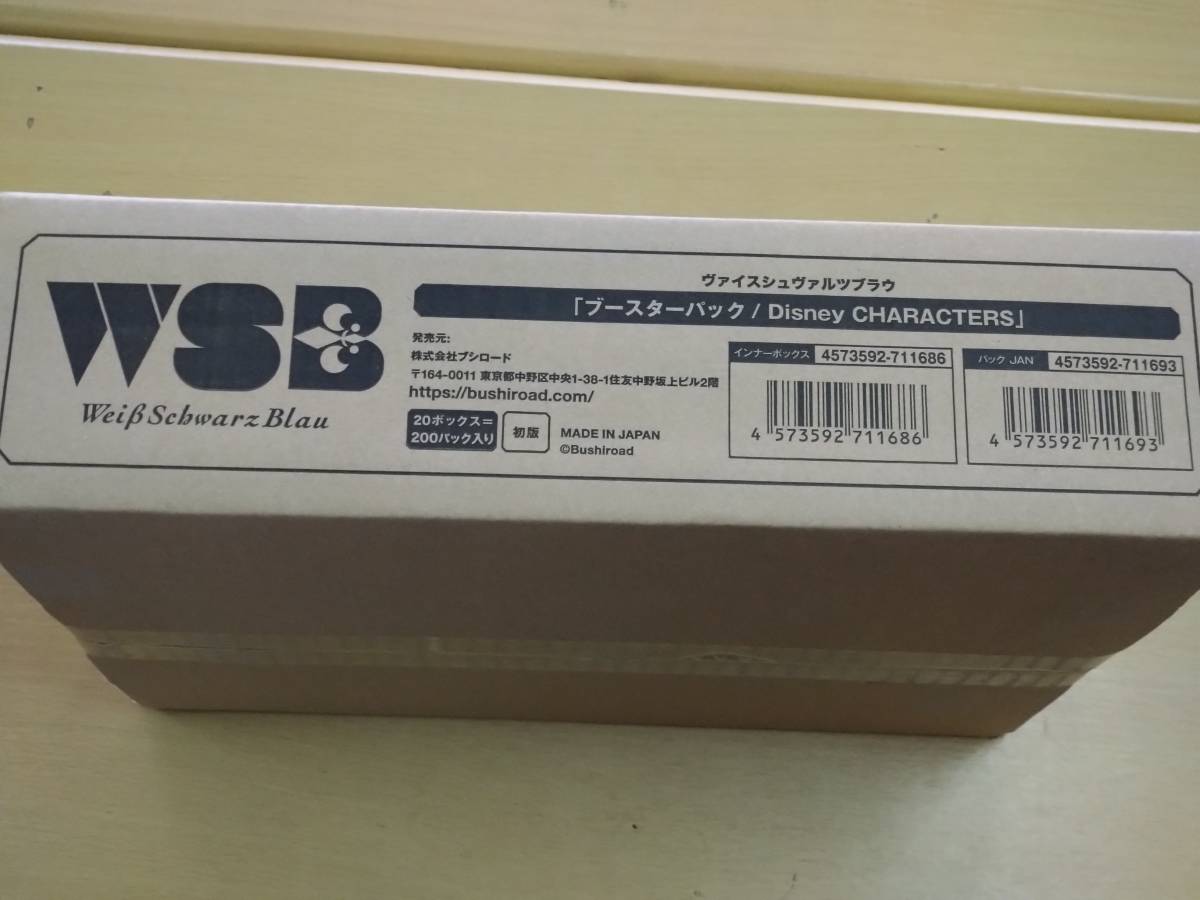 WSB
Weiß Schwarz Blau
ヴァイスシュヴァルツブラウ
「ブースターパック / Disney CHARACTERS」
発売元:
株式会社ブシロード
〒164-0011 東京都中野区中央1-38-1住友中野坂上ビル2階
https://bushiroad.com/
20ボックス=
200パック入り
初版
MADE IN JAPAN
©Bushiroad
インナーボックス 4573592-711686
4 573592 711686
パック JAN 4573592-711693
4 573592 711693